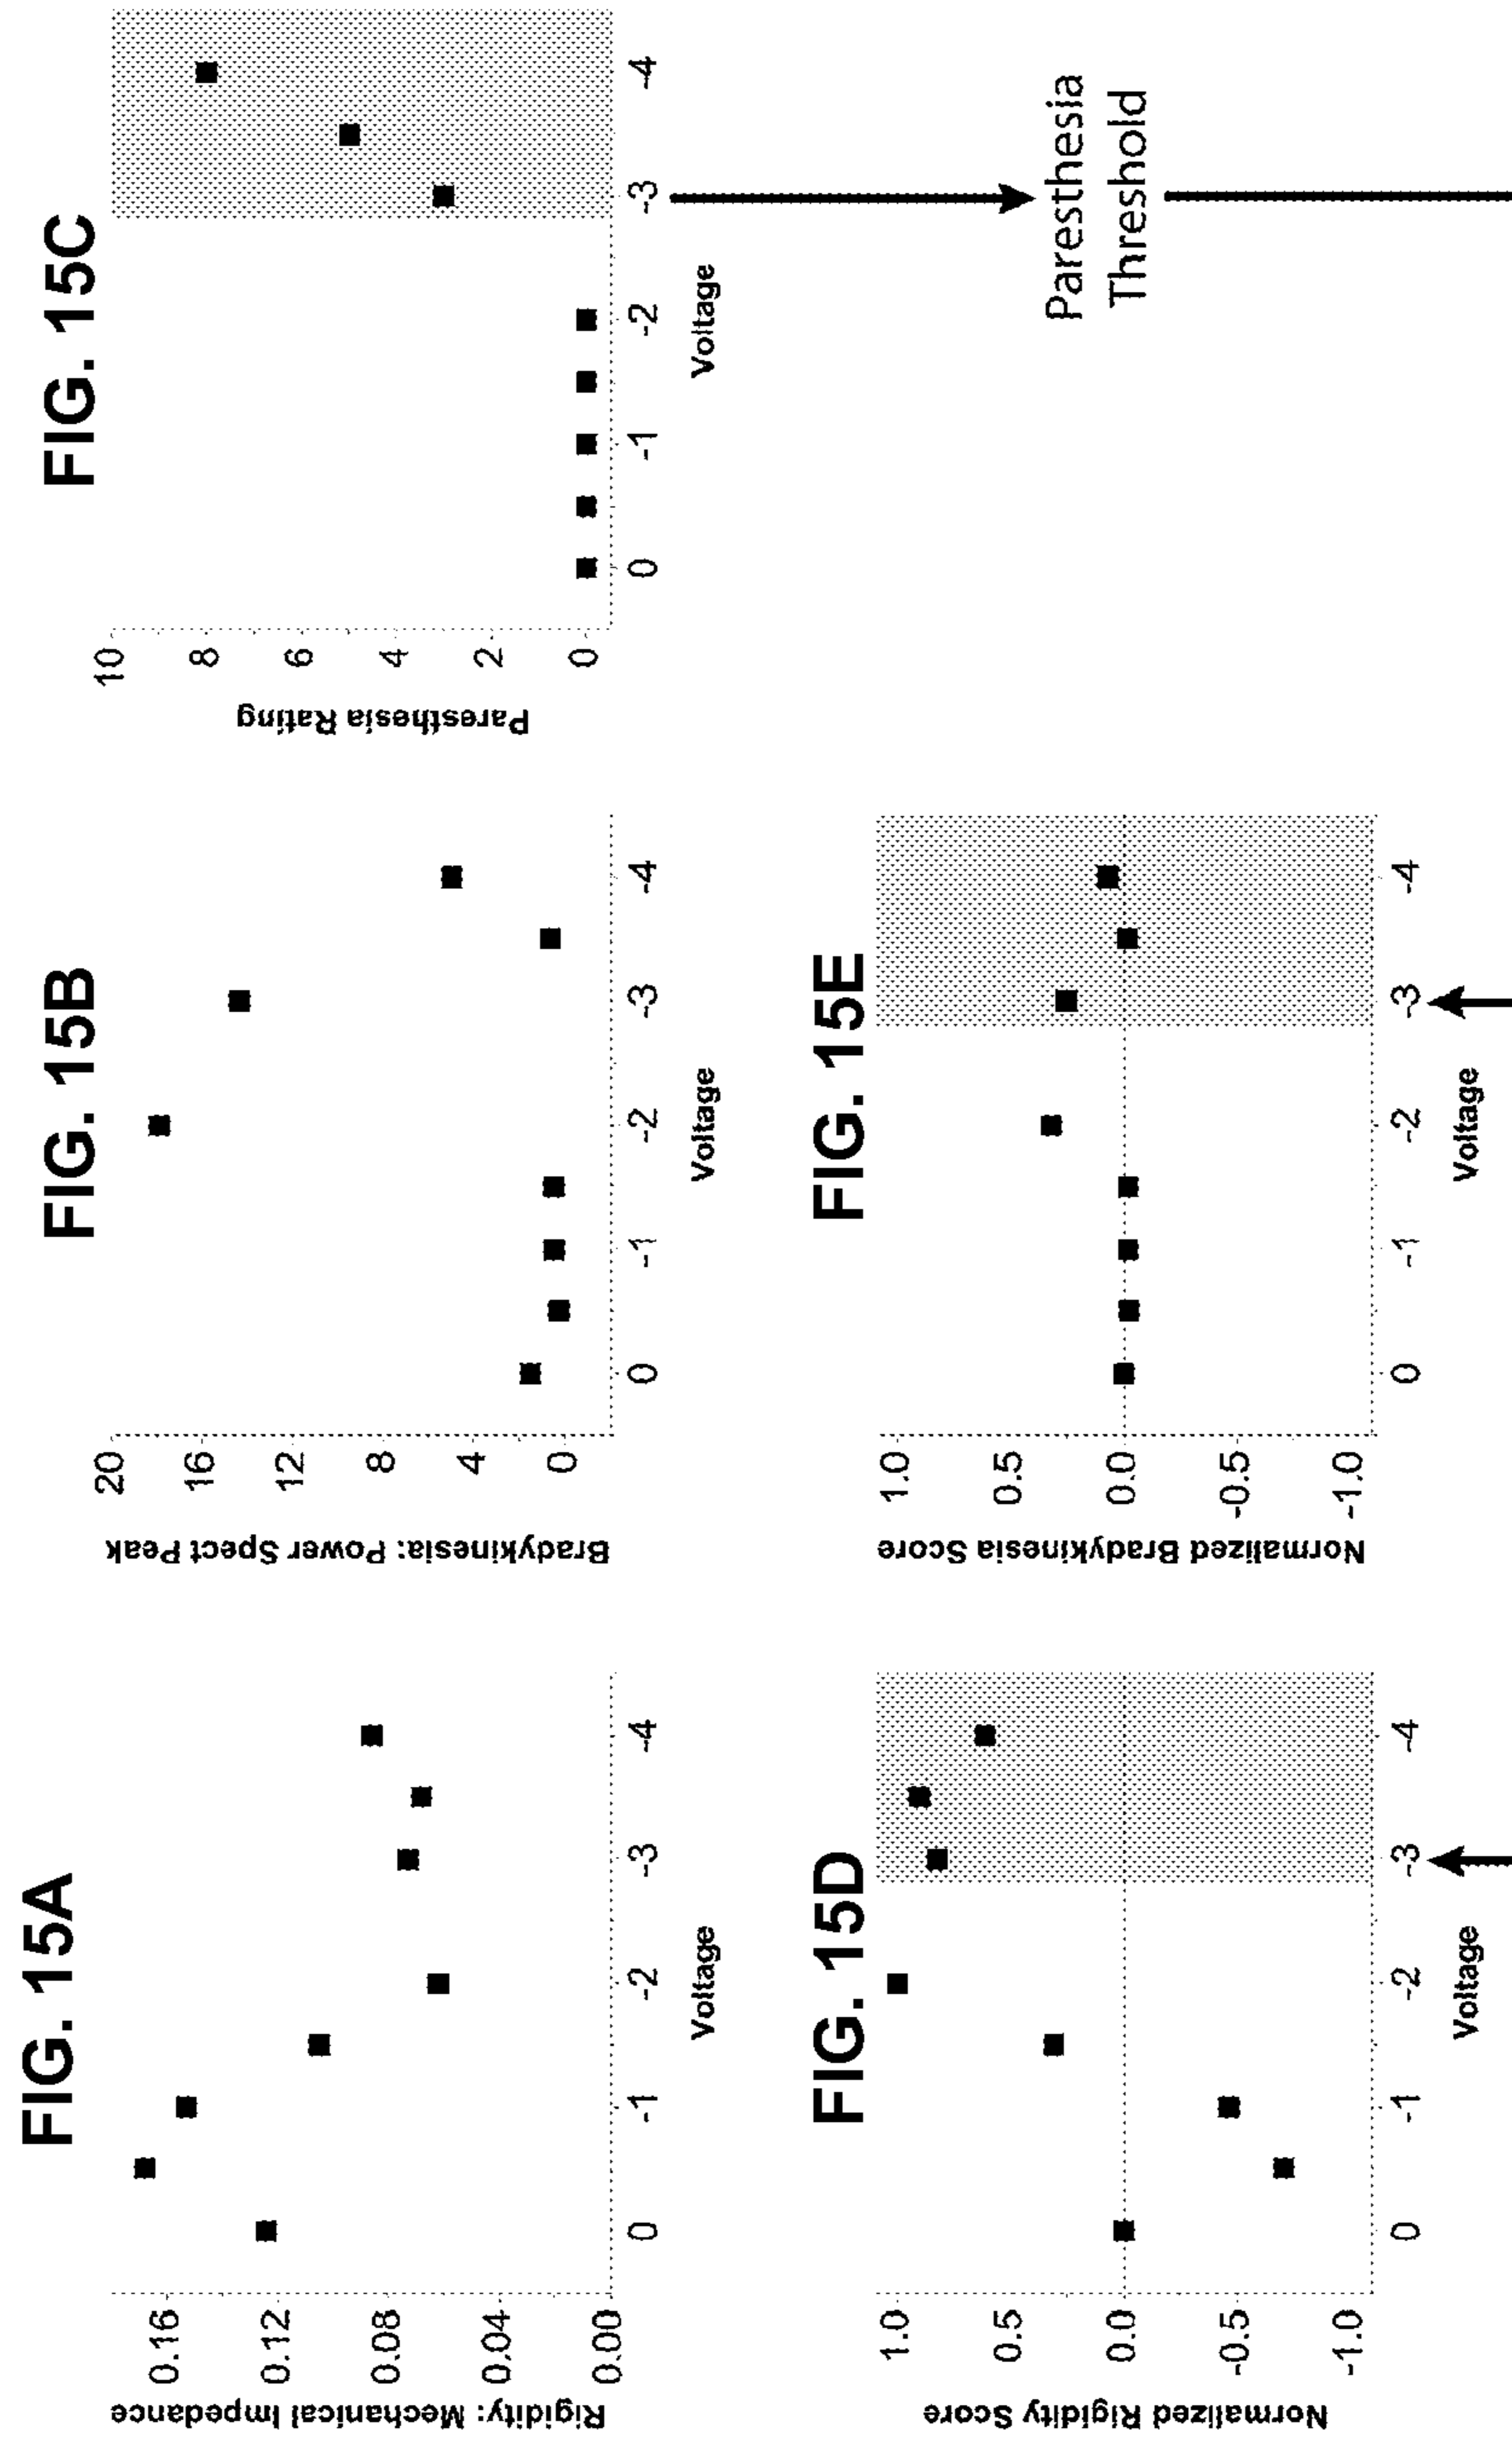 FIG. 15A
Rigidity: Mechanical Impedance
0.16
0.12
0.08
0.04
0.00
0 -1 -2 -3 -4
Voltage
FIG. 15B
Bradykinesia: Power Spect Peak
20
16
12
8
4
0
0 -1 -2 -3 -4
Voltage
FIG. 15C
Paresthesia Rating
10
8
6
4
2
0
0 -1 -2 -3 -4
Voltage
Paresthesia
Threshold
FIG. 15D
Normalized Rigidity Score
1.0
0.5
0.0
-0.5
-1.0
0 -1 -2 -3 -4
Voltage
FIG. 15E
Normalized Bradykinesia Score
1.0
0.5
0.0
-0.5
-1.0
0 -1 -2 -3 -4
Voltage